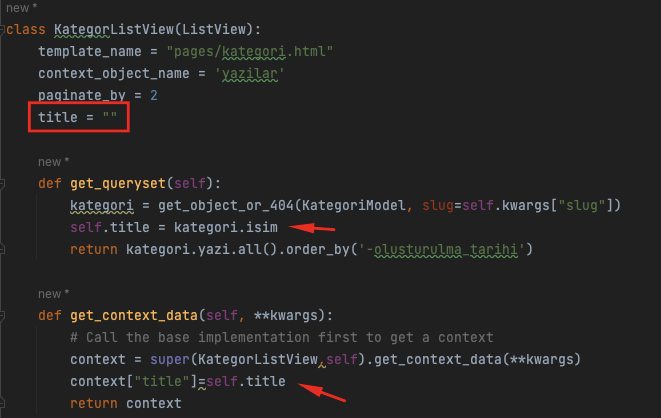 new *
class KategorListView(ListView):
    template_name = "pages/kategori.html"
    context_object_name = 'yazilar'
    paginate_by = 2
    title = ""
new *
    def get_queryset(self):
        kategori = get_object_or_404(KategoriModel, slug=self.kwargs["slug"])
        self.title = kategori.isim
        return kategori.yazi.all().order_by('-olusturulma_tarihi')
new *
    def get_context_data(self, **kwargs):
        # Call the base implementation first to get a context
        context = super(KategorListView,self).get_context_data(**kwargs)
        context["title"]=self.title
        return context